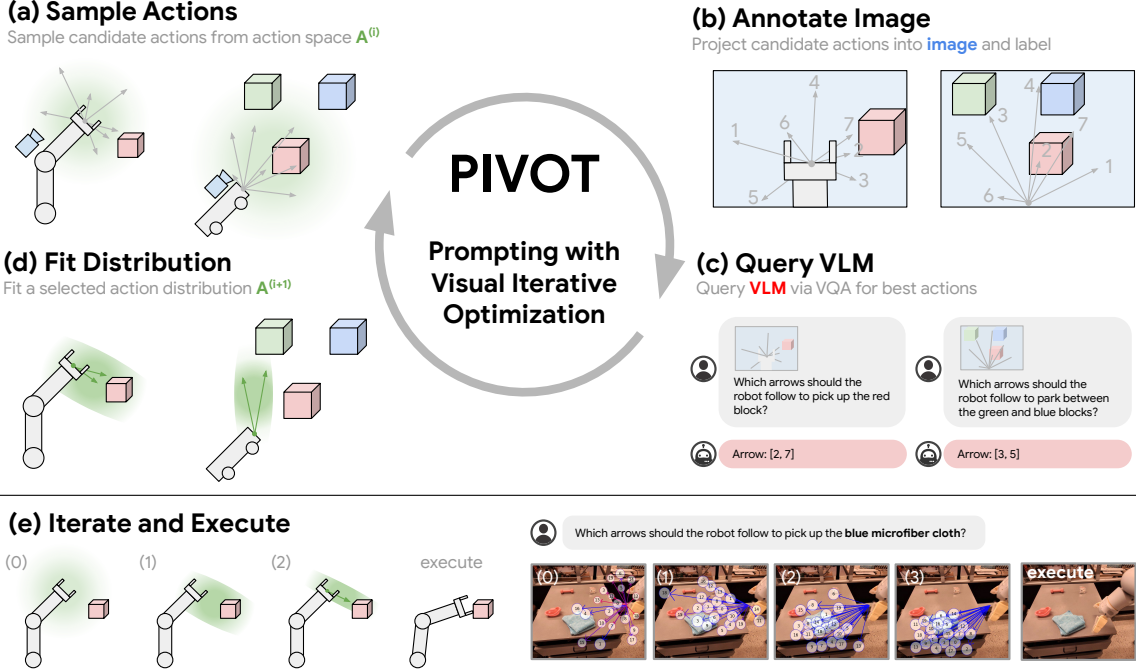 (a) Sample Actions
Sample candidate actions from action space A(i)
(b) Annotate Image
Project candidate actions into image and label
1
2
3
4
5
6
7
1
2
3
4
5
6
7
PIVOT
Prompting with
Visual Iterative
Optimization
(c) Query VLM
Query VLM via VQA for best actions
Which arrows should the
robot follow to pick up the red
block?
Arrow: [2, 7]
Which arrows should the
robot follow to park between
the green and blue blocks?
Arrow: [3, 5]
(d) Fit Distribution
Fit a selected action distribution A(i+1)
(e) Iterate and Execute
(0)
(1)
(2)
execute
Which arrows should the robot follow to pick up the blue microfiber cloth?
(0)
(1)
(2)
(3)
execute